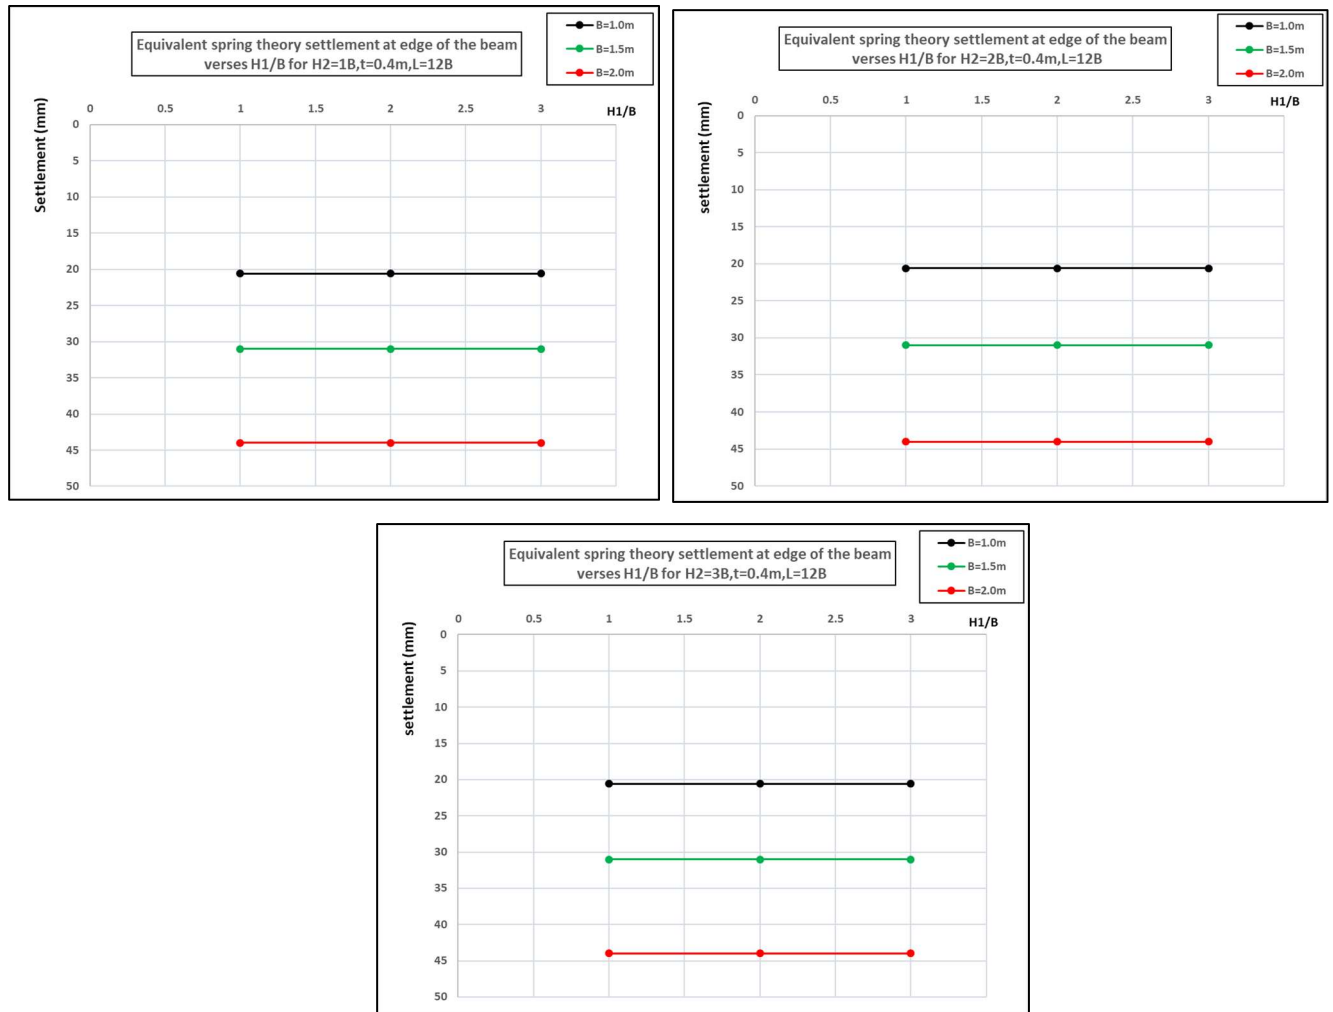 Equivalent spring theory settlement at edge of the beam
verses H1/B for H2=1B,t=0.4m,L=12B
B=1.0m
B=1.5m
B=2.0m
0 0.5 1 1.5 2 2.5 3 H1/B
Settlement (mm)
0
5
10
15
20
25
30
35
40
45
50
Equivalent spring theory settlement at edge of the beam
verses H1/B for H2=2B,t=0.4m,L=12B
B=1.0m
B=1.5m
B=2.0m
0 0.5 1 1.5 2 2.5 3 H1/B
settlement (mm)
0
5
10
15
20
25
30
35
40
45
50
Equivalent spring theory settlement at edge of the beam
verses H1/B for H2=3B,t=0.4m,L=12B
B=1.0m
B=1.5m
B=2.0m
0 0.5 1 1.5 2 2.5 3 H1/B
settlement (mm)
0
5
10
15
20
25
30
35
40
45
50